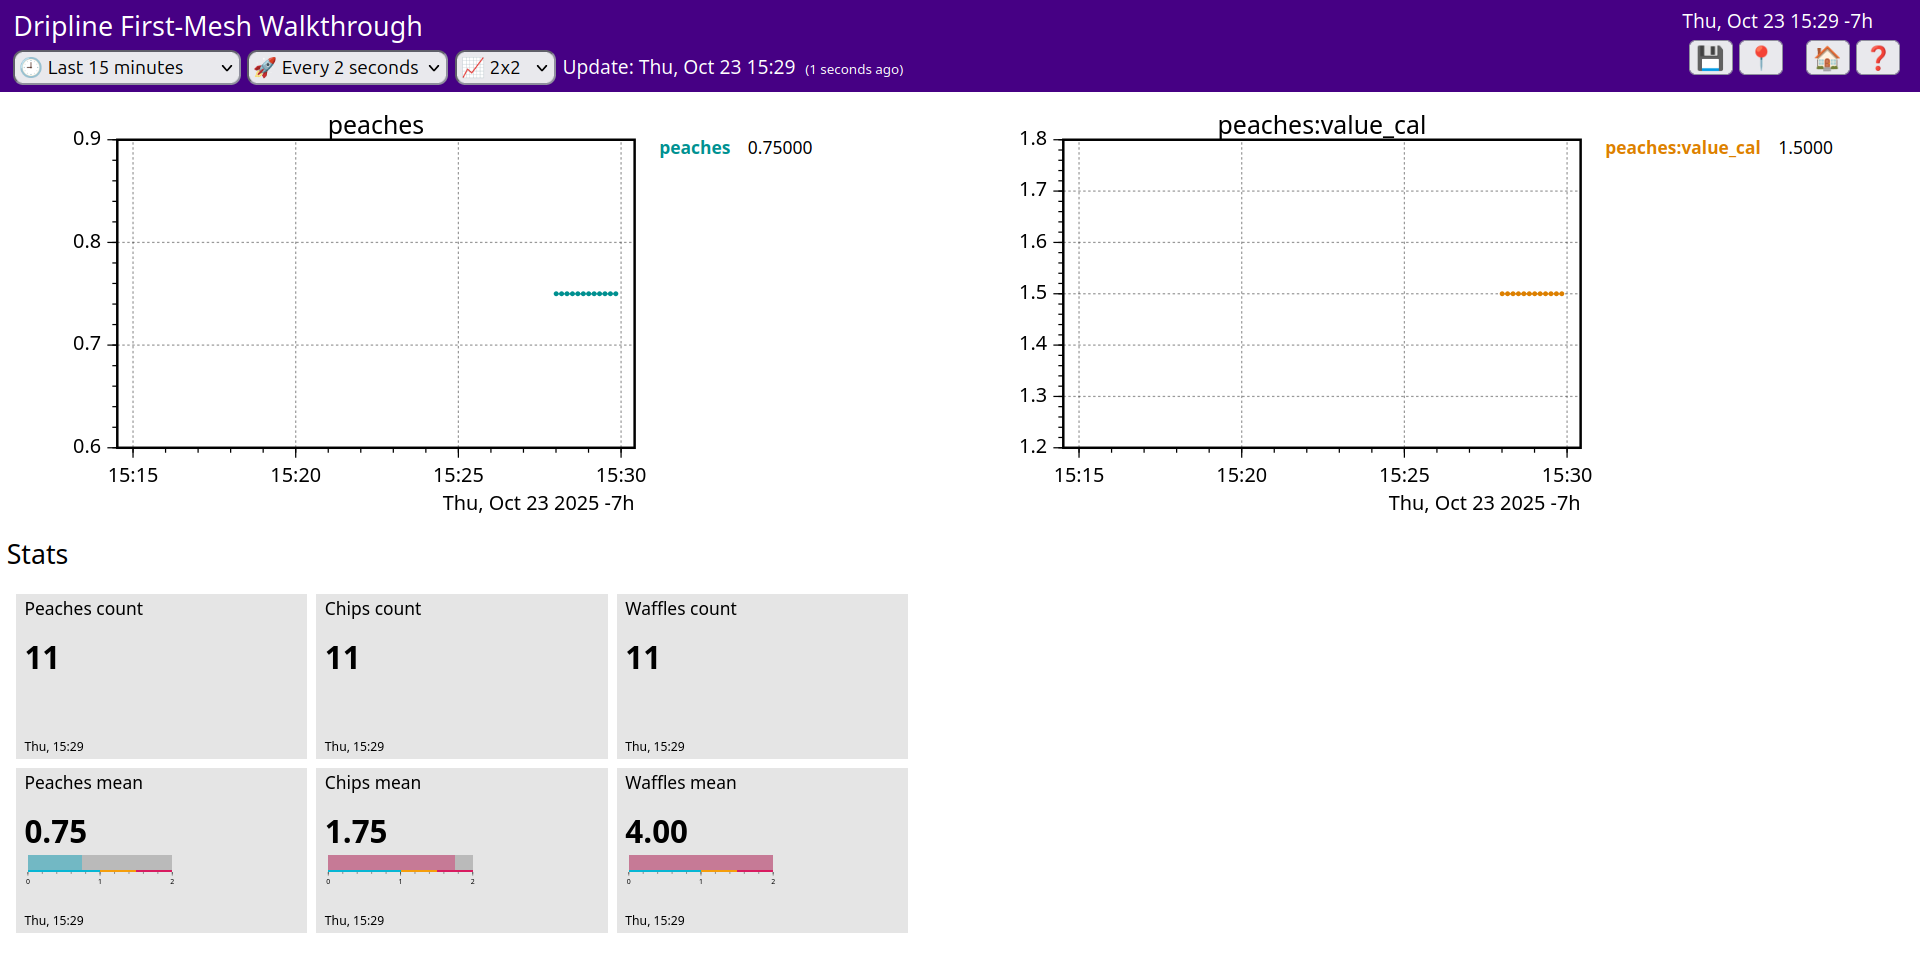 Dripline First-Mesh Walkthrough
Thu, Oct 23 15:29 -7h
Last 15 minutes
Every 2 seconds
2x2
Update: Thu, Oct 23 15:29 (1 seconds ago)
peaches
0.9
0.8
0.7
0.6
15:15 15:20 15:25 15:30
Thu, Oct 23 2025 -7h
peaches 0.75000
peaches:value_cal
1.8
1.7
1.6
1.5
1.4
1.3
1.2
15:15 15:20 15:25 15:30
Thu, Oct 23 2025 -7h
peaches:value_cal 1.5000
Stats
Peaches count
11
Thu, 15:29
Chips count
11
Thu, 15:29
Waffles count
11
Thu, 15:29
Peaches mean
0.75
0 1 2
Thu, 15:29
Chips mean
1.75
0 1 2
Thu, 15:29
Waffles mean
4.00
0 1 2
Thu, 15:29